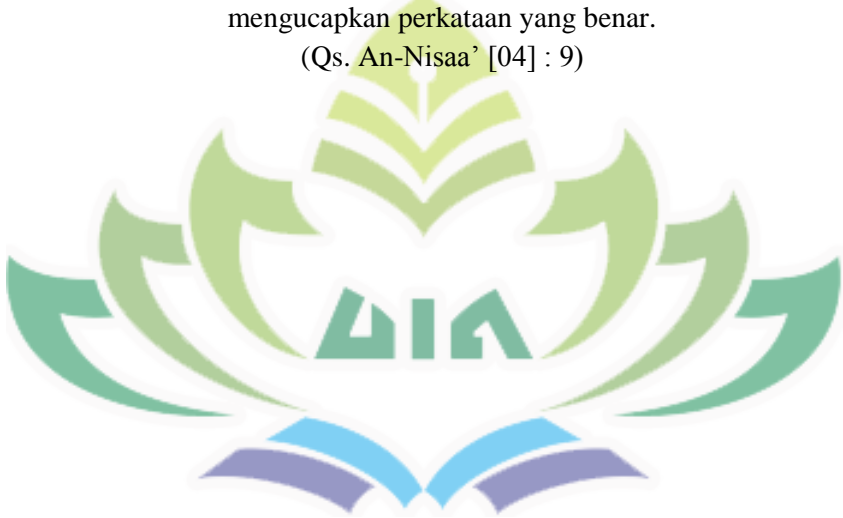 mengucapkan perkataan yang benar.
(Qs. An-Nisaa’ [04] : 9)
UIN